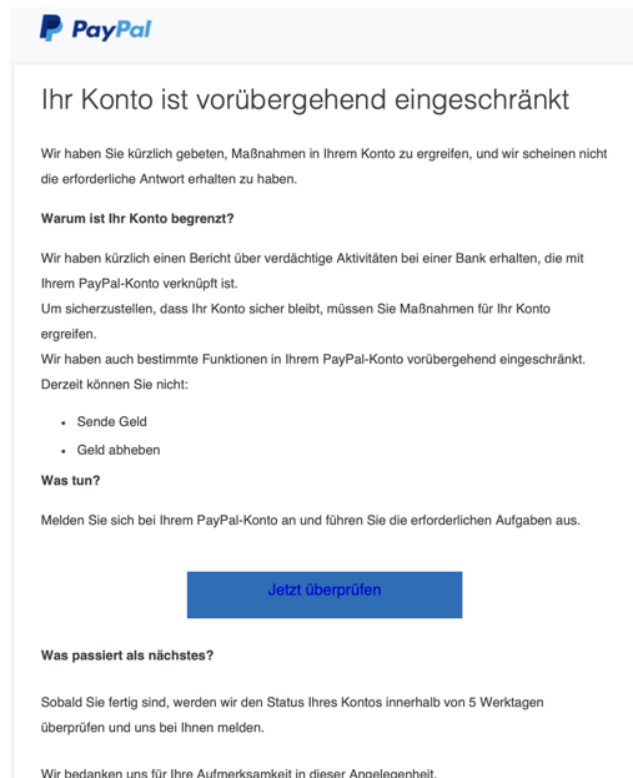 PayPal
Ihr Konto ist vorübergehend eingeschränkt
Wir haben Sie kürzlich gebeten, Maßnahmen in Ihrem Konto zu ergreifen, und wir scheinen nicht
die erforderliche Antwort erhalten zu haben.
Warum ist Ihr Konto begrenzt?
Wir haben kürzlich einen Bericht über verdächtige Aktivitäten bei einer Bank erhalten, die mit
Ihrem PayPal-Konto verknüpft ist.
Um sicherzustellen, dass Ihr Konto sicher bleibt, müssen Sie Maßnahmen für Ihr Konto
ergreifen.
Wir haben auch bestimmte Funktionen in Ihrem PayPal-Konto vorübergehend eingeschränkt.
Derzeit können Sie nicht:
• Sende Geld
• Geld abheben
Was tun?
Melden Sie sich bei Ihrem PayPal-Konto an und führen Sie die erforderlichen Aufgaben aus.
Jetzt überprüfen
Was passiert als nächstes?
Sobald Sie fertig sind, werden wir den Status Ihres Kontos innerhalb von 5 Werktagen
überprüfen und uns bei Ihnen melden.
Wir bedanken uns für Ihre Aufmerksamkeit in dieser Angelegenheit.